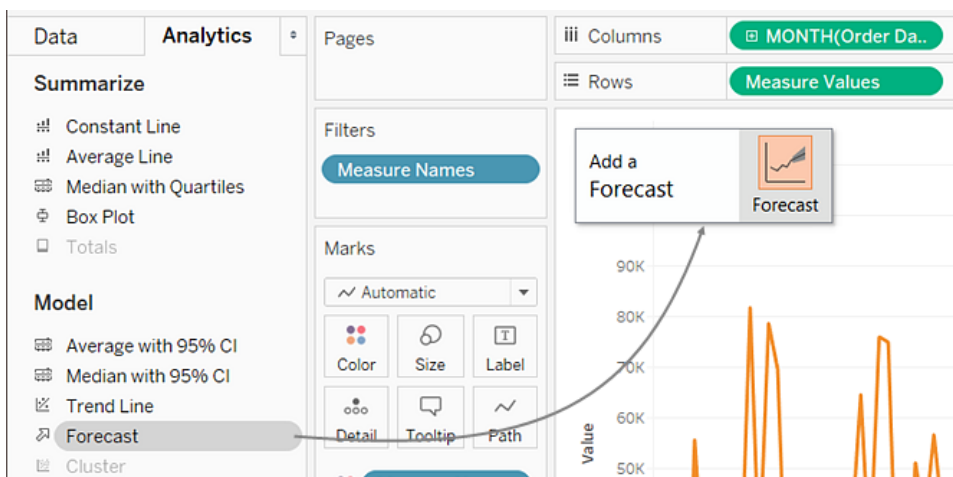 Data
Analytics
Summarize
Constant Line
Average Line
Median with Quartiles
Box Plot
Totals
Model
Average with 95% CI
Median with 95% CI
Trend Line
Forecast
Cluster
Pages
Filters
Measure Names
Marks
Automatic
Color
Size
Label
Detail
Tooltip
Path
Columns
MONTH(Order Da..
Rows
Measure Values
Add a
Forecast
Forecast
90K
80K
70K
60K
50K
Value